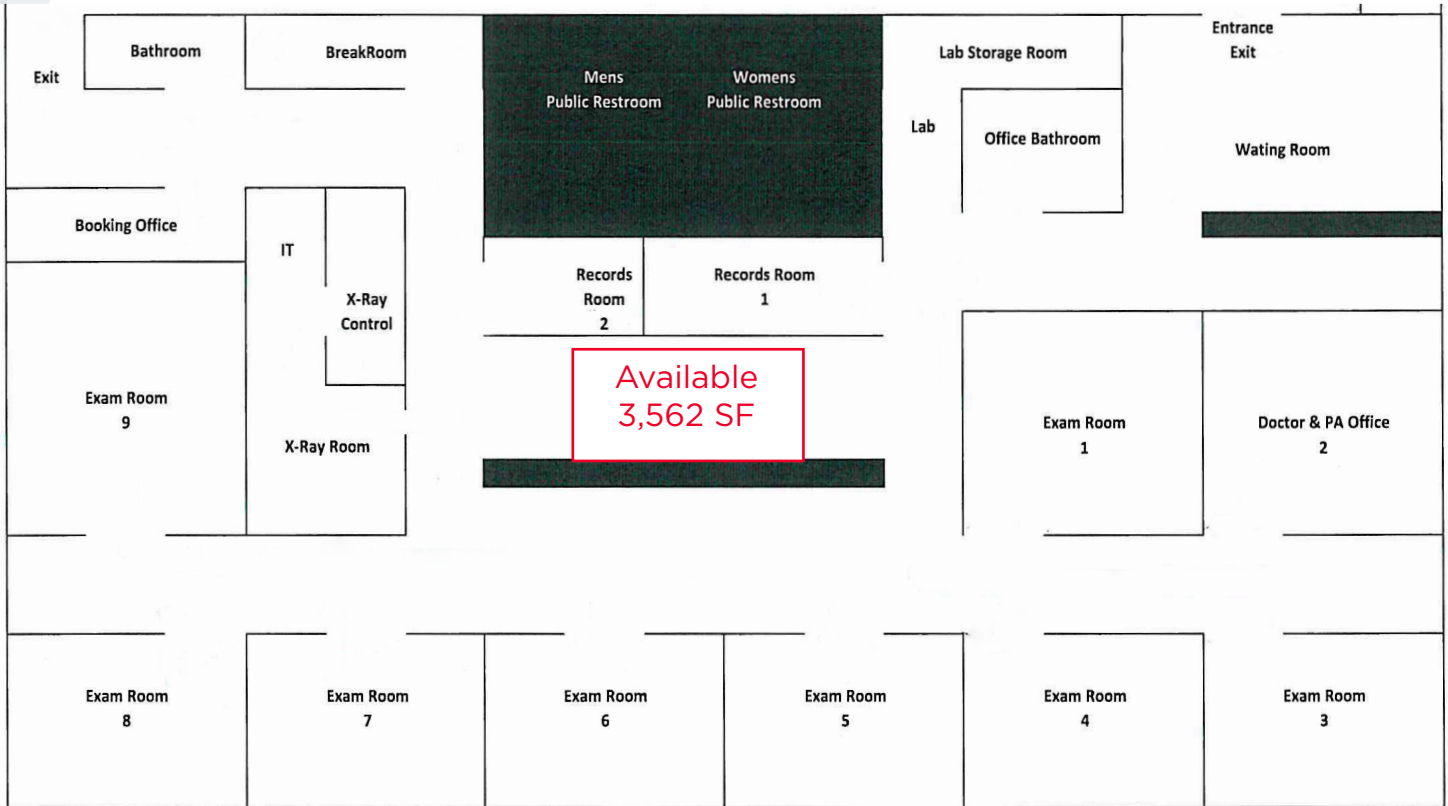 Exit
Bathroom
BreakRoom
Mens
Public Restroom
Womens
Public Restroom
Lab Storage Room
Entrance
Exit
Lab
Office Bathroom
Wating Room
Booking Office
IT
X-Ray
Control
Records
Room
2
Records Room
1
Available
3,562 SF
Exam Room
9
X-Ray Room
Exam Room
1
Doctor & PA Office
2
Exam Room
8
Exam Room
7
Exam Room
6
Exam Room
5
Exam Room
4
Exam Room
3